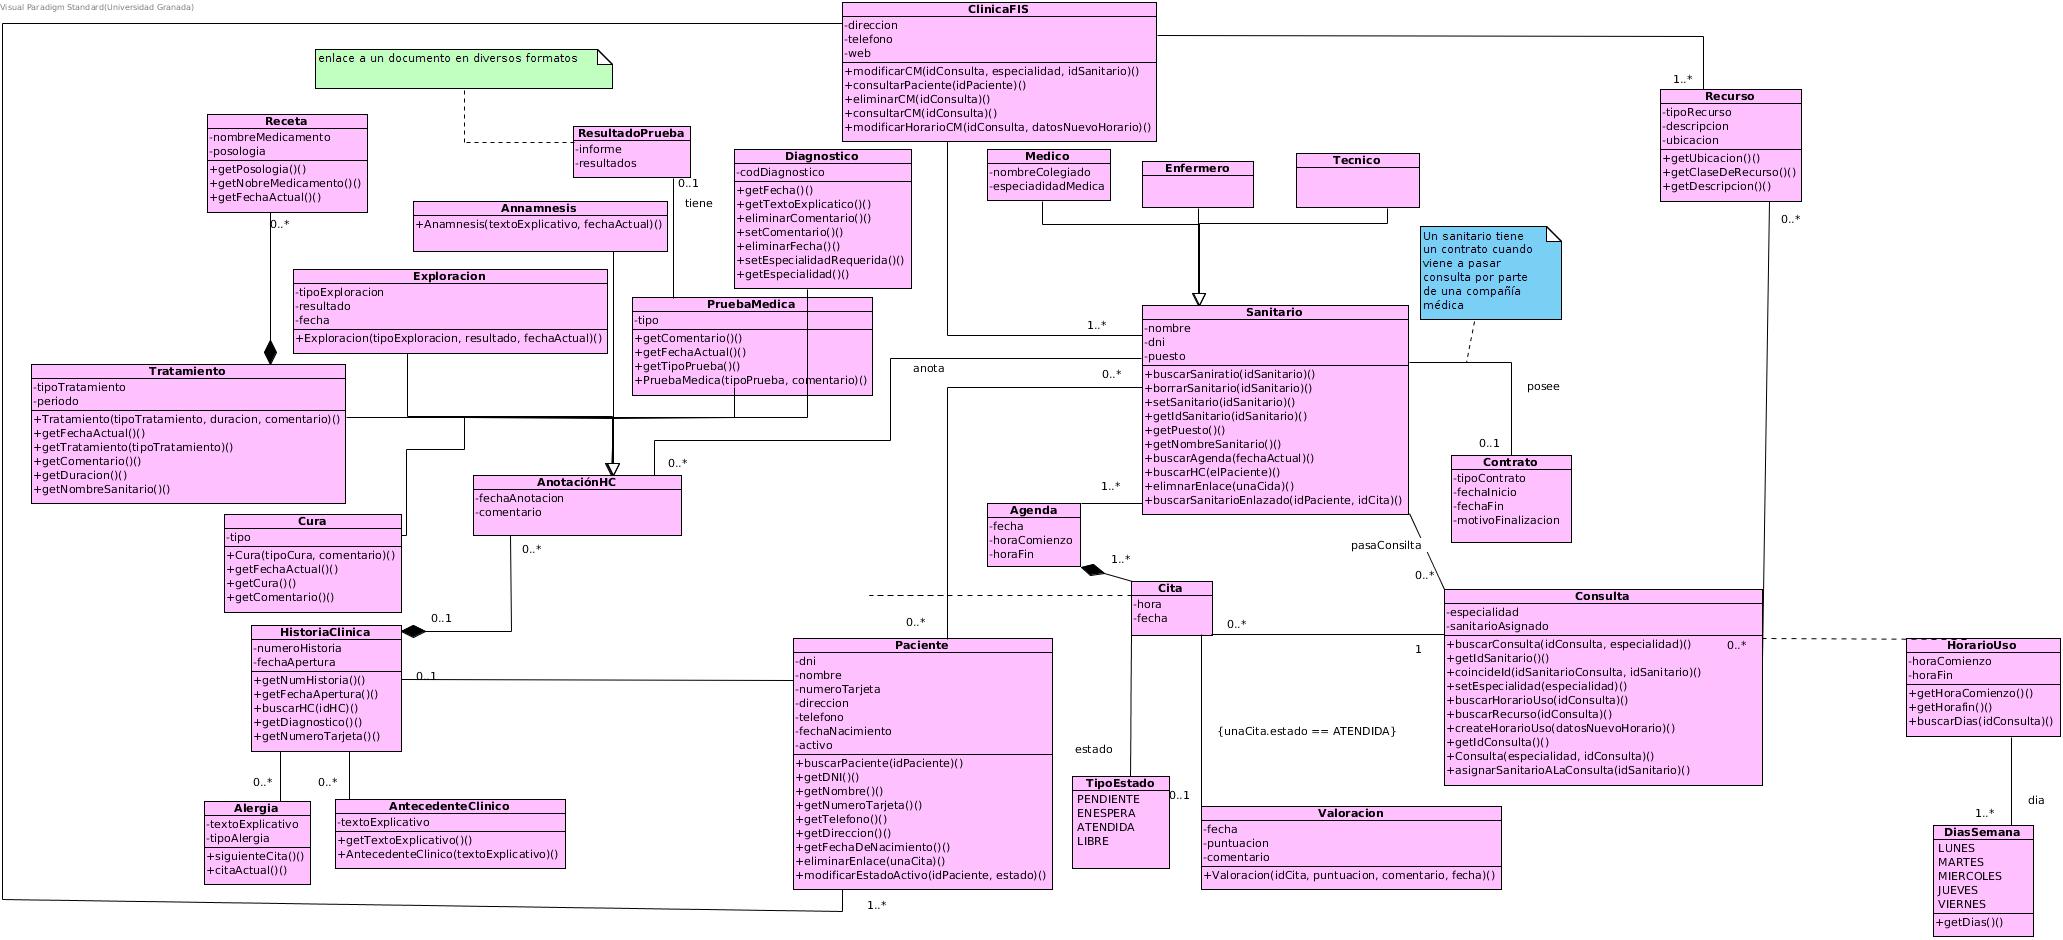 Visual Paradigm Standard(Universidad Granada)
ClinicaFIS
-direccion
-telefono
-web
+modificarCM(idConsulta, especialidad, idSanitario)()
+consultarPaciente(idPaciente)()
+eliminarCM(idConsulta)()
+consultarCM(idConsulta)()
+modificarHorarioCM(idConsulta, datosNuevoHorario)()
enlace a un documento en diversos formatos
1..*
Recurso
-tipoRecurso
-descripcion
-ubicacion
+getUbicacion()()
+getClaseDeRecurso()()
+getDescripcion()()
0..*
Receta
-nombreMedicamento
-posologia
+getPosologia()()
+getNobreMedicamento()()
+getFechaActual()()
0..*
ResultadoPrueba
-informe
-resultados
0..1
tiene
Diagnostico
-codDiagnostico
+getFecha()()
+getTextoExplicatico()()
+eliminarComentario()()
+setComentario()()
+eliminarFecha()()
+setEspecialidadRequerida()()
+getEspecialidad()()
Medico
-nombreColegiado
-especiadidadMedica
Enfermero
Tecnico
Annamnesis
+Anamnesis(textoExplicativo, fechaActual)()
Un sanitario tiene
un contrato cuando
viene a pasar
consulta por parte
de una compañía
médica
Exploracion
-tipoExploracion
-resultado
-fecha
+Exploracion(tipoExploracion, resultado, fechaActual)()
PruebaMedica
-tipo
+getComentario()()
+getFechaActual()()
+getTipoPrueba()()
+PruebaMedica(tipoPrueba, comentario)()
1..*
Sanitario
-nombre
-dni
-puesto
+buscarSaniratio(idSanitario)()
+borrarSanitario(idSanitario)()
+setSanitario(idSanitario)()
+getIdSanitario(idSanitario)()
+getPuesto()()
+getNombreSanitario()()
+buscarAgenda(fechaActual)()
+buscarHC(elPaciente)()
+elimnarEnlace(unaCida)()
+buscarSanitarioEnlazado(idPaciente, idCita)()
anota
0..*
posee
0..1
Contrato
-tipoContrato
-fechaInicio
-fechaFin
-motivoFinalizacion
Tratamiento
-tipoTratamiento
-periodo
+Tratamiento(tipoTratamiento, duracion, comentario)()
+getFechaActual()()
+getTratamiento(tipoTratamiento)()
+getComentario()()
+getDuracion()()
+getNombreSanitario()()
0..*
AnotaciónHC
-fechaAnotacion
-comentario
0..*
1..*
Agenda
-fecha
-horaComienzo
-horaFin
1..*
pasaConsilta
0..*
Cura
-tipo
+Cura(tipoCura, comentario)()
+getFechaActual()()
+getCura()()
+getComentario()()
Cita
-hora
-fecha
0..*
1
Consulta
-especialidad
-sanitarioAsignado
+buscarConsulta(idConsulta, especialidad)()
+getIdSanitario()()
+coincideId(idSanitarioConsulta, idSanitario)()
+setEspecialidad(especialidad)()
+buscarHorarioUso(idConsulta)()
+buscarRecurso(idConsulta)()
+createHorarioUso(datosNuevoHorario)()
+getIdConsulta()()
+Consulta(especialidad, idConsulta)()
+asignarSanitarioALaConsulta(idSanitario)()
0..*
0..1
HistoriaClinica
-numeroHistoria
-fechaApertura
+getNumHistoria()()
+getFechaApertura()()
+buscarHC(idHC)()
+getDiagnostico()()
+getNumeroTarjeta()()
0..1
0..*
Paciente
-dni
-nombre
-numeroTarjeta
-direccion
-telefono
-fechaNacimiento
-activo
+buscarPaciente(idPaciente)()
+getDNI()()
+getNombre()()
+getNumeroTarjeta()()
+getTelefono()()
+getDireccion()()
+getFechaDeNacimiento()()
+eliminarEnlace(unaCita)()
+modificarEstadoActivo(idPaciente, estado)()
1..*
HorarioUso
-horaComienzo
-horaFin
+getHoraComienzo()()
+getHorafin()()
+buscarDias(idConsulta)()
{unaCita.estado == ATENDIDA}
estado
0..*
0..*
Alergia
-textoExplicativo
-tipoAlergia
+siguienteCita()()
+citaActual()()
AntecedenteClinico
-textoExplicativo
+getTextoExplicativo()()
+AntecedenteClinico(textoExplicativo)()
TipoEstado
PENDIENTE
ENESPERA
ATENDIDA
LIBRE
0..1
Valoracion
-fecha
-puntuacion
-comentario
+Valoracion(idCita, puntuacion, comentario, fecha)()
dia
1..*
DiasSemana
LUNES
MARTES
MIERCOLES
JUEVES
VIERNES
+getDias()()